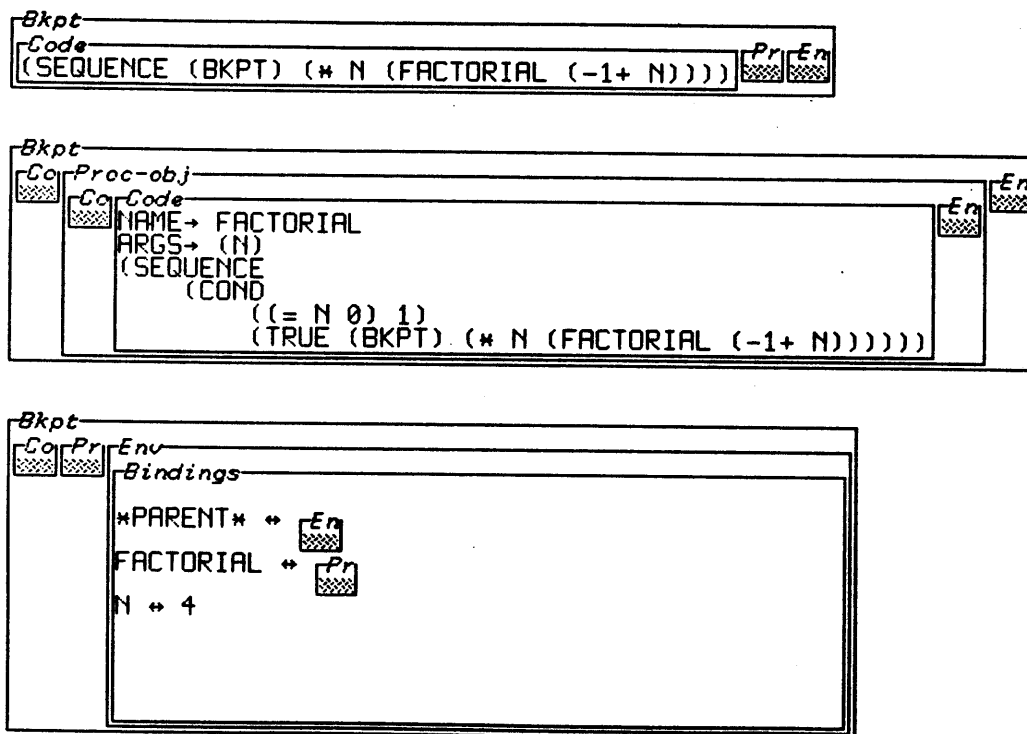 Bkpt
Code Pr En
(SEQUENCE (BKPT) (* N (FACTORIAL (-1+ N))))
Bkpt
Co Proc-obj En
Co Code En
NAME→ FACTORIAL
ARGS→ (N)
(SEQUENCE
(COND
((= N 0) 1)
(TRUE (BKPT) (* N (FACTORIAL (-1+ N))))))
Bkpt
Co Pr Env
Bindings
*PARENT* ↔ En
FACTORIAL ↔ Pr
N ↔ 4